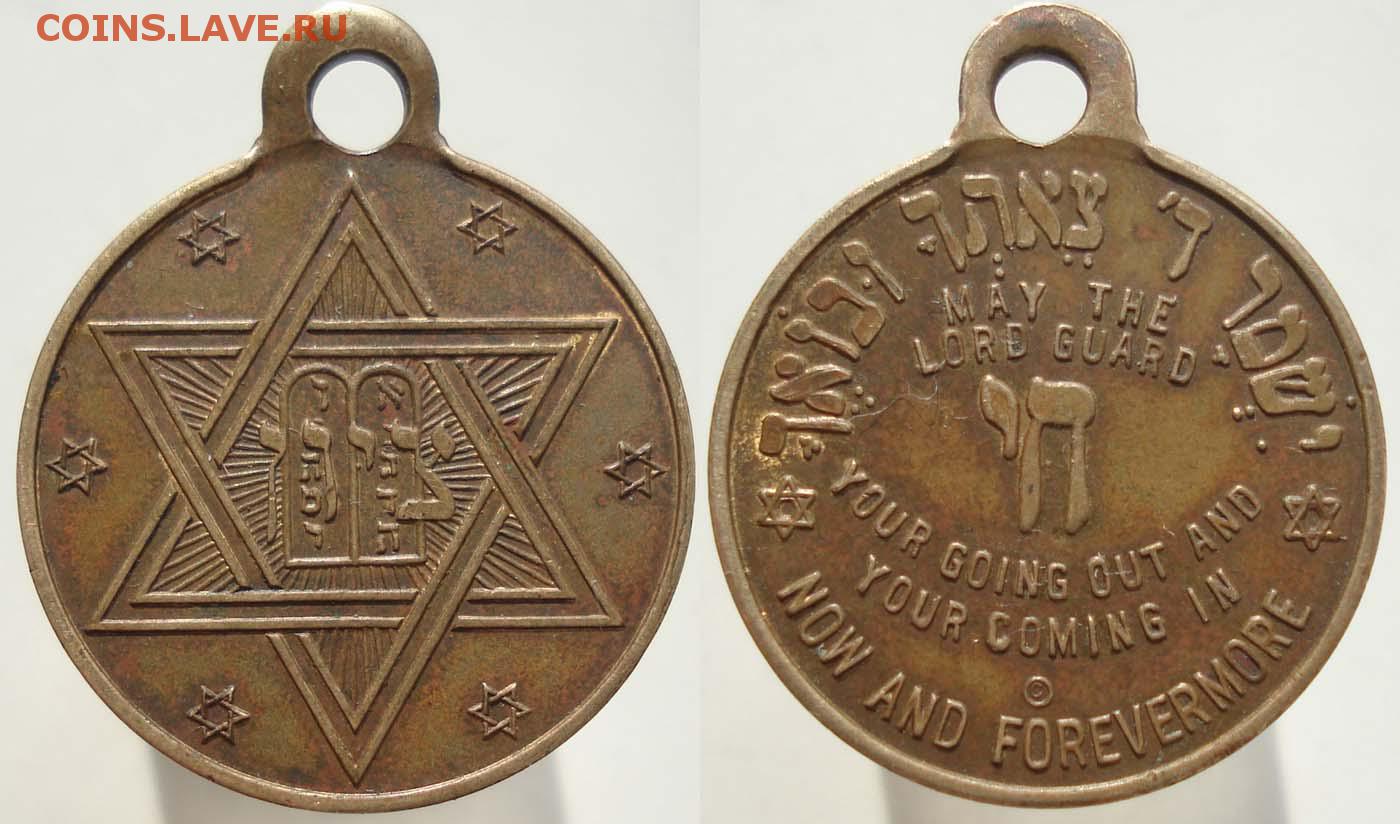 COINS.LAVE.RU
יִשְׁמָר ד' צֵאתְךָ וּבוֹאֶךָ
MAY THE
LORD GUARD
חי
YOUR GOING OUT AND
YOUR COMING IN
©
NOW AND FOREVERMORE